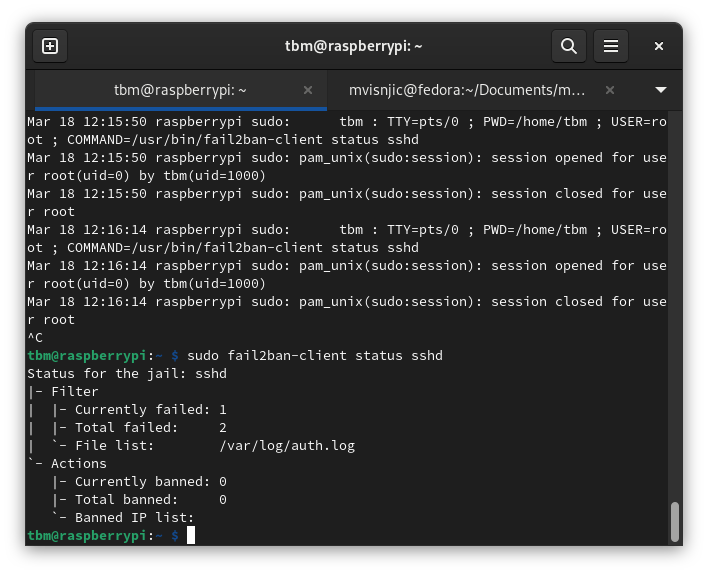 tbm@raspberrypi: ~
tbm@raspberrypi: ~
mvisnjic@fedora:~/Documents/m...
Mar 18 12:15:50 raspberrypi sudo:      tbm : TTY=pts/0 ; PWD=/home/tbm ; USER=ro
ot ; COMMAND=/usr/bin/fail2ban-client status sshd
Mar 18 12:15:50 raspberrypi sudo: pam_unix(sudo:session): session opened for use
r root(uid=0) by tbm(uid=1000)
Mar 18 12:15:50 raspberrypi sudo: pam_unix(sudo:session): session closed for use
r root
Mar 18 12:16:14 raspberrypi sudo:      tbm : TTY=pts/0 ; PWD=/home/tbm ; USER=ro
ot ; COMMAND=/usr/bin/fail2ban-client status sshd
Mar 18 12:16:14 raspberrypi sudo: pam_unix(sudo:session): session opened for use
r root(uid=0) by tbm(uid=1000)
Mar 18 12:16:14 raspberrypi sudo: pam_unix(sudo:session): session closed for use
r root
^C
tbm@raspberrypi:~ $ sudo fail2ban-client status sshd
Status for the jail: sshd
|- Filter
|  |- Currently failed: 1
|  |- Total failed:     2
|  `- File list:        /var/log/auth.log
`- Actions
   |- Currently banned: 0
   |- Total banned:     0
   `- Banned IP list:
tbm@raspberrypi:~ $